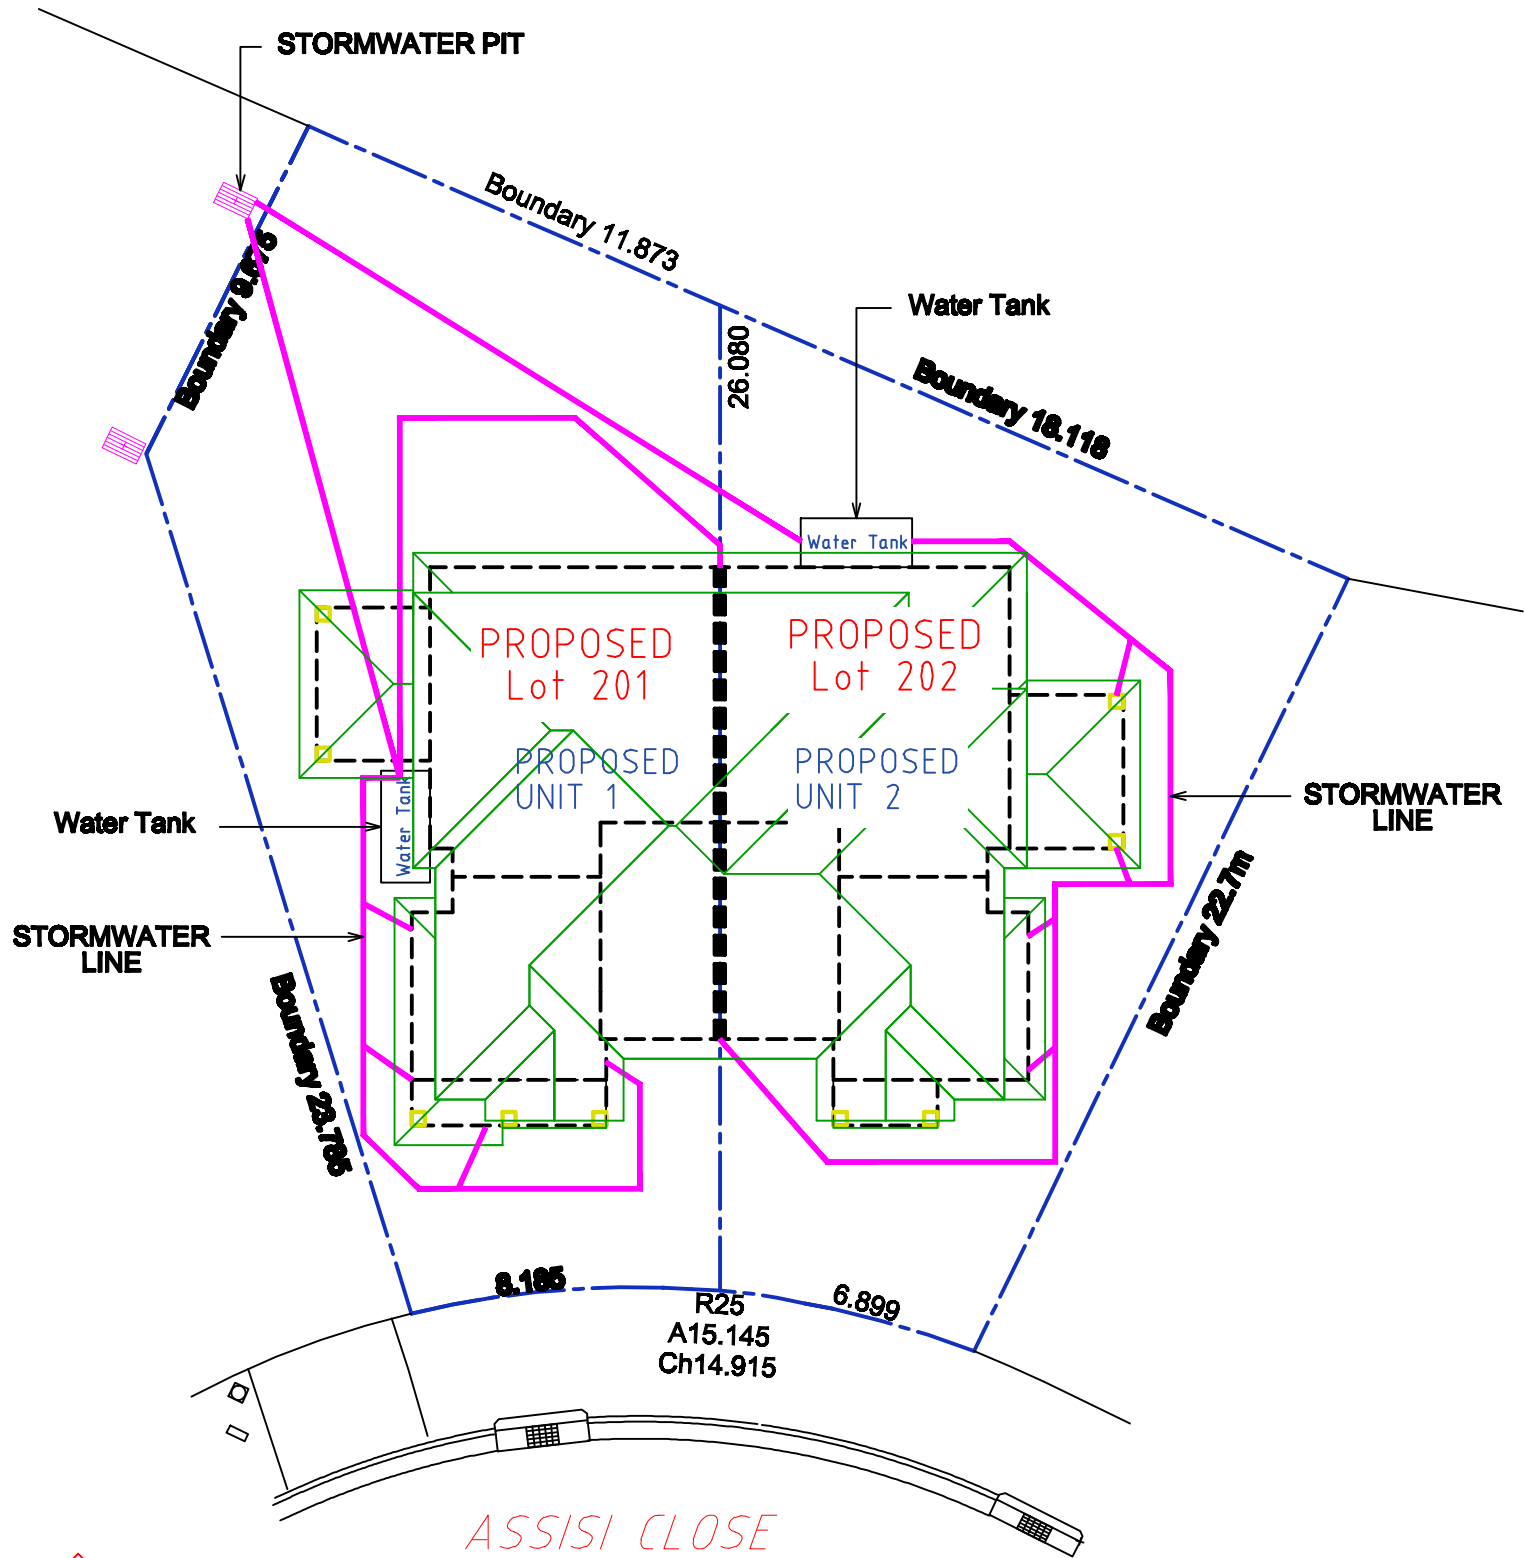 STORMWATER PIT
Boundary 11.873
Boundary 9.676
Water Tank
26.080
Boundary 18.118
Water Tank
PROPOSED
Lot 201
PROPOSED
Lot 202
PROPOSED
UNIT 1
PROPOSED
UNIT 2
Water Tank
Water Tank
STORMWATER
LINE
STORMWATER
LINE
Boundary 22.7m
Boundary 23.785
8.185
R25
A15.145
Ch14.915
6.899
ASSISI CLOSE